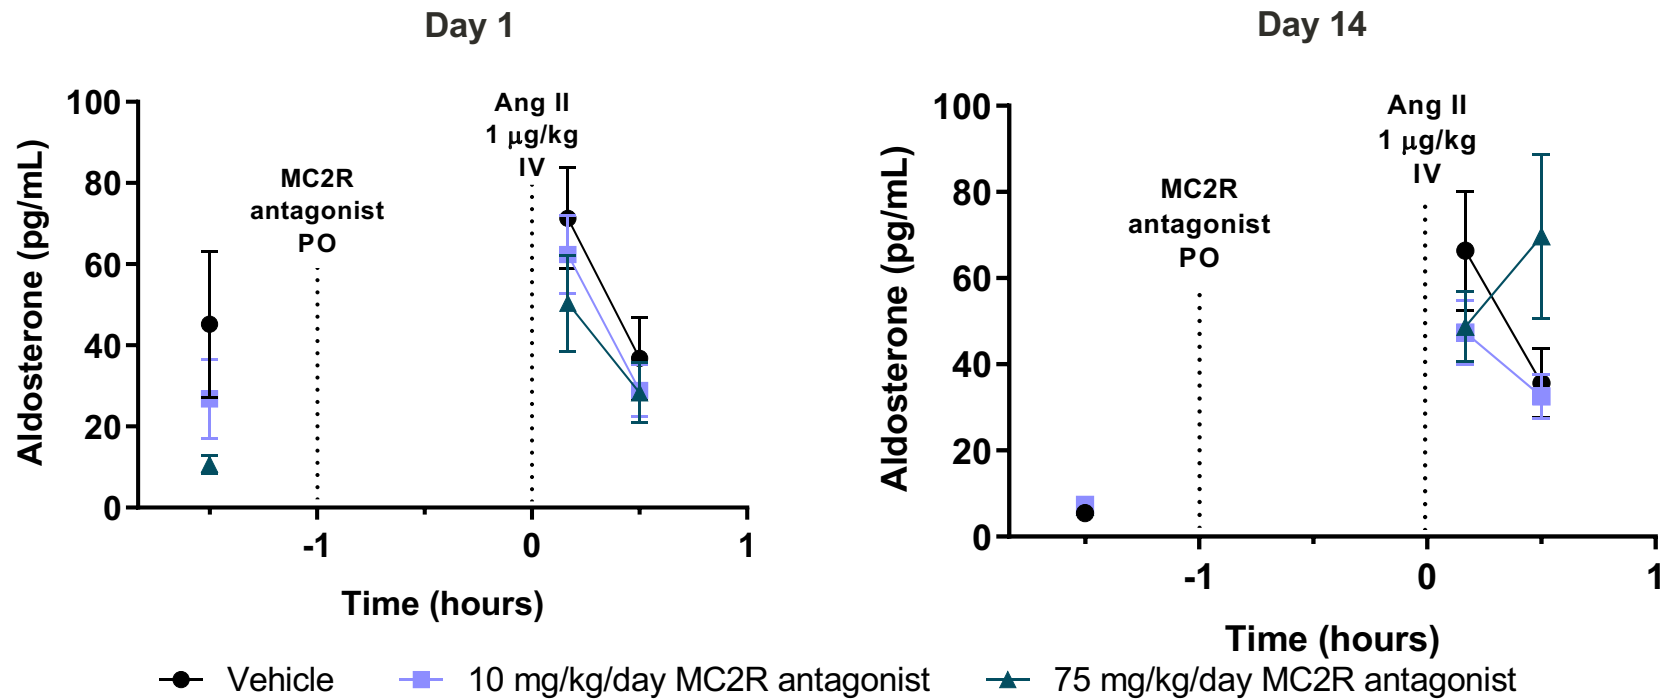 Day 1
Aldosterone (pg/mL)
100
80
60
40
20
0
-1
0
1
Time (hours)
MC2R
antagonist
PO
Ang II
1 μg/kg
IV
Day 14
Aldosterone (pg/mL)
100
80
60
40
20
0
-1
0
1
Time (hours)
MC2R
antagonist
PO
Ang II
1 μg/kg
IV
Vehicle
10 mg/kg/day MC2R antagonist
75 mg/kg/day MC2R antagonist